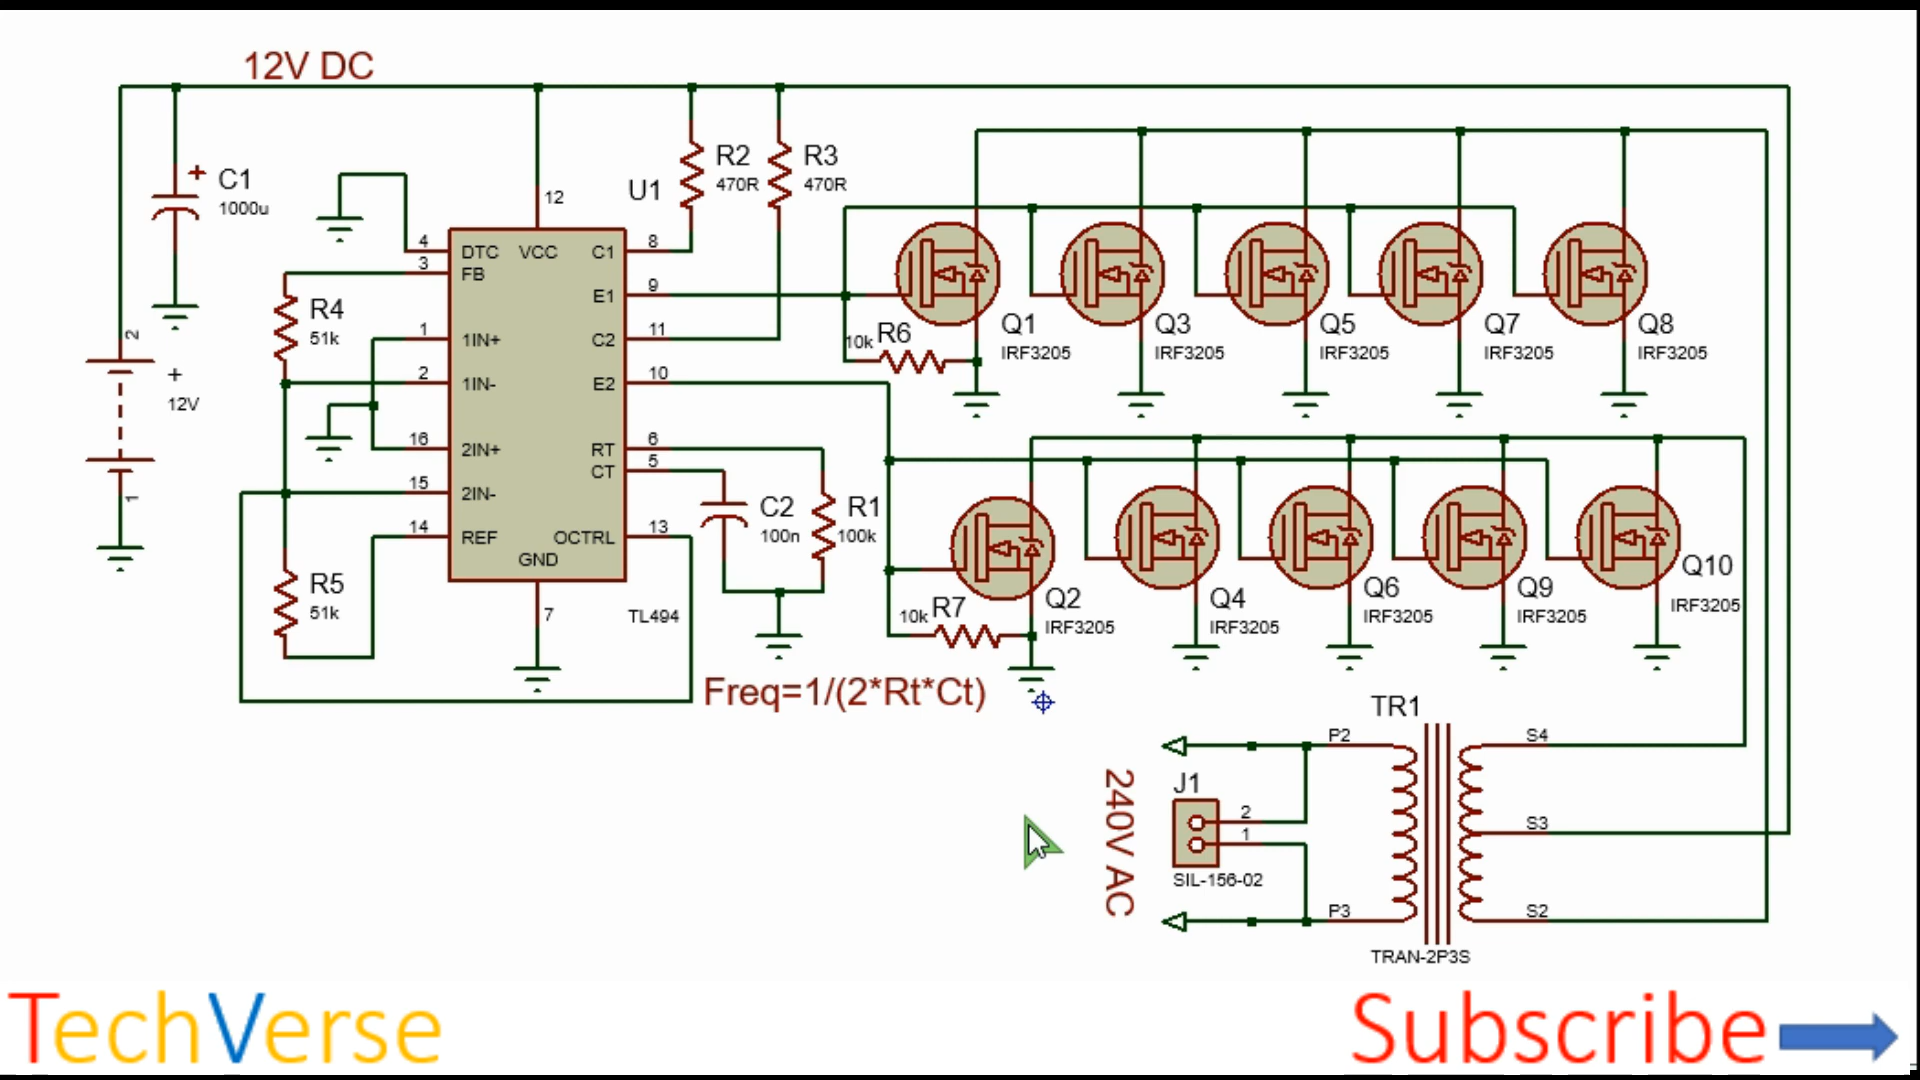 12V DC
C1
1000u
+
12V
2
1
R4
51k
R5
51k
U1
TL494
4 DTC
3 FB
1 1IN+
2 1IN-
16 2IN+
15 2IN-
14 REF
12 VCC
GND 7
C1 8
E1 9
C2 11
E2 10
RT 6
CT 5
OCTRL 13
R2
470R
R3
470R
C2
100n
R1
100k
10k R6
10k R7
Q1
IRF3205
Q3
IRF3205
Q5
IRF3205
Q7
IRF3205
Q8
IRF3205
Q2
IRF3205
Q4
IRF3205
Q6
IRF3205
Q9
IRF3205
Q10
IRF3205
Freq=1/(2*Rt*Ct)
TR1
P2
P3
S4
S3
S2
TRAN-2P3S
J1
2
1
SIL-156-02
240V AC
TechVerse
Subscribe